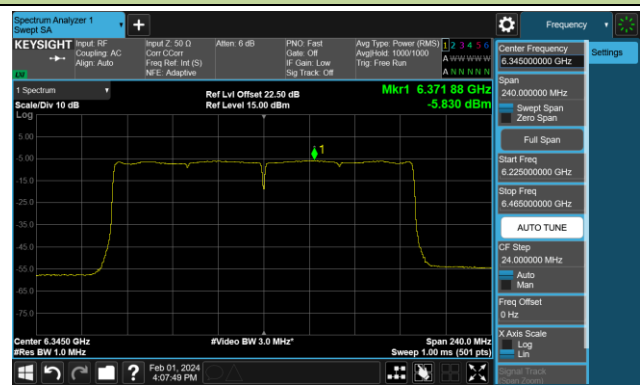 Spectrum Analyzer 1
Swept SA
Frequency
KEYSIGHT
Input: RF
Coupling: AC
Align: Auto
Input Z: 50 Ω
Corr CCorr
Freq Ref: Int (S)
NFE: Adaptive
Atten: 6 dB
PNO: Fast
Gate: Off
IF Gain: Low
Sig Track: Off
Avg Type: Power (RMS)
Avg|Hold: 1000/1000
Trig: Free Run
1 2 3 4 5 6
A W W W W W
A N N N N N
LXI
1 Spectrum
Scale/Div 10 dB
Log
Ref Lvl Offset 22.50 dB
Ref Level 15.00 dBm
Mkr1 6.371 88 GHz
-5.830 dBm
1
5.00
-5.00
-15.0
-25.0
-35.0
-45.0
-55.0
-65.0
-75.0
Center 6.3450 GHz
#Res BW 1.0 MHz
#Video BW 3.0 MHz*
Span 240.0 MHz
Sweep 1.00 ms (501 pts)
Center Frequency
6.345000000 GHz
Settings
Span
240.000000 MHz
Swept Span
Zero Span
Full Span
Start Freq
6.225000000 GHz
Stop Freq
6.465000000 GHz
AUTO TUNE
CF Step
24.000000 MHz
Auto
Man
Freq Offset
0 Hz
X Axis Scale
Log
Lin
Signal Track
(Span Zoom)
?
Feb 01, 2024
4:07:49 PM